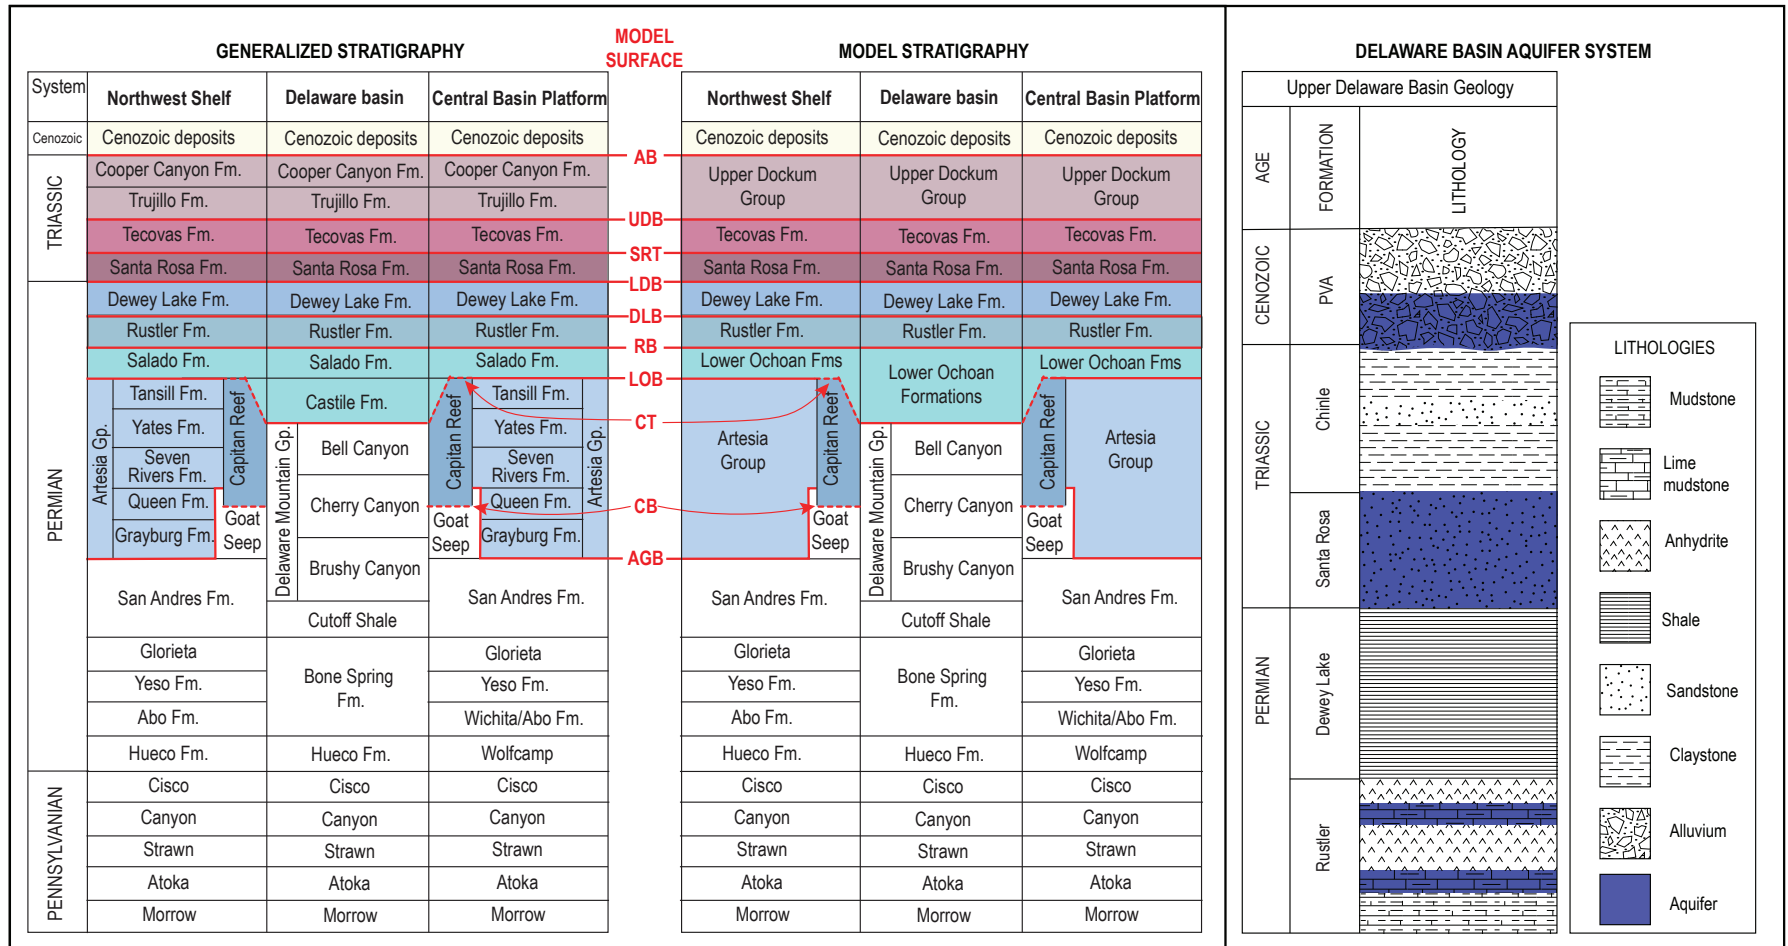 GENERALIZED STRATIGRAPHY
MODEL
SURFACE
MODEL STRATIGRAPHY
DELAWARE BASIN AQUIFER SYSTEM
System
Northwest Shelf
Delaware basin
Central Basin Platform
Cenozoic
Cenozoic deposits
Cenozoic deposits
Cenozoic deposits
TRIASSIC
Cooper Canyon Fm.
Cooper Canyon Fm.
Cooper Canyon Fm.
Trujillo Fm.
Trujillo Fm.
Trujillo Fm.
Tecovas Fm.
Tecovas Fm.
Tecovas Fm.
Santa Rosa Fm.
Santa Rosa Fm.
Santa Rosa Fm.
PERMIAN
Dewey Lake Fm.
Dewey Lake Fm.
Dewey Lake Fm.
Rustler Fm.
Rustler Fm.
Rustler Fm.
Salado Fm.
Salado Fm.
Salado Fm.
Artesia Gp.
Tansill Fm.
Yates Fm.
Seven
Rivers Fm.
Queen Fm.
Grayburg Fm.
Capitan Reef
Goat
Seep
Castile Fm.
Delaware Mountain Gp.
Bell Canyon
Cherry Canyon
Brushy Canyon
Capitan Reef
Goat
Seep
Tansill Fm.
Yates Fm.
Seven
Rivers Fm.
Queen Fm.
Grayburg Fm.
Artesia Gp.
San Andres Fm.
Cutoff Shale
San Andres Fm.
Glorieta
Yeso Fm.
Abo Fm.
Bone Spring
Fm.
Glorieta
Yeso Fm.
Wichita/Abo Fm.
Hueco Fm.
Hueco Fm.
Wolfcamp
PENNSYLVANIAN
Cisco
Cisco
Cisco
Canyon
Canyon
Canyon
Strawn
Strawn
Strawn
Atoka
Atoka
Atoka
Morrow
Morrow
Morrow
AB
UDB
SRT
LDB
DLB
RB
LOB
CT
CB
AGB
Northwest Shelf
Delaware basin
Central Basin Platform
Cenozoic deposits
Cenozoic deposits
Cenozoic deposits
Upper Dockum
Group
Upper Dockum
Group
Upper Dockum
Group
Tecovas Fm.
Tecovas Fm.
Tecovas Fm.
Santa Rosa Fm.
Santa Rosa Fm.
Santa Rosa Fm.
Dewey Lake Fm.
Dewey Lake Fm.
Dewey Lake Fm.
Rustler Fm.
Rustler Fm.
Rustler Fm.
Lower Ochoan Fms
Lower Ochoan
Formations
Lower Ochoan Fms
Artesia
Group
Capitan Reef
Goat
Seep
Delaware Mountain Gp.
Bell Canyon
Cherry Canyon
Brushy Canyon
Capitan Reef
Goat
Seep
Artesia
Group
San Andres Fm.
Cutoff Shale
San Andres Fm.
Glorieta
Yeso Fm.
Abo Fm.
Bone Spring
Fm.
Glorieta
Yeso Fm.
Wichita/Abo Fm.
Hueco Fm.
Hueco Fm.
Wolfcamp
Cisco
Cisco
Cisco
Canyon
Canyon
Canyon
Strawn
Strawn
Strawn
Atoka
Atoka
Atoka
Morrow
Morrow
Morrow
Upper Delaware Basin Geology
AGE
FORMATION
LITHOLOGY
CENOZOIC
PVA
TRIASSIC
Chinle
Santa Rosa
PERMIAN
Dewey Lake
Rustler
LITHOLOGIES
Mudstone
Lime
mudstone
Anhydrite
Shale
Sandstone
Claystone
Alluvium
Aquifer